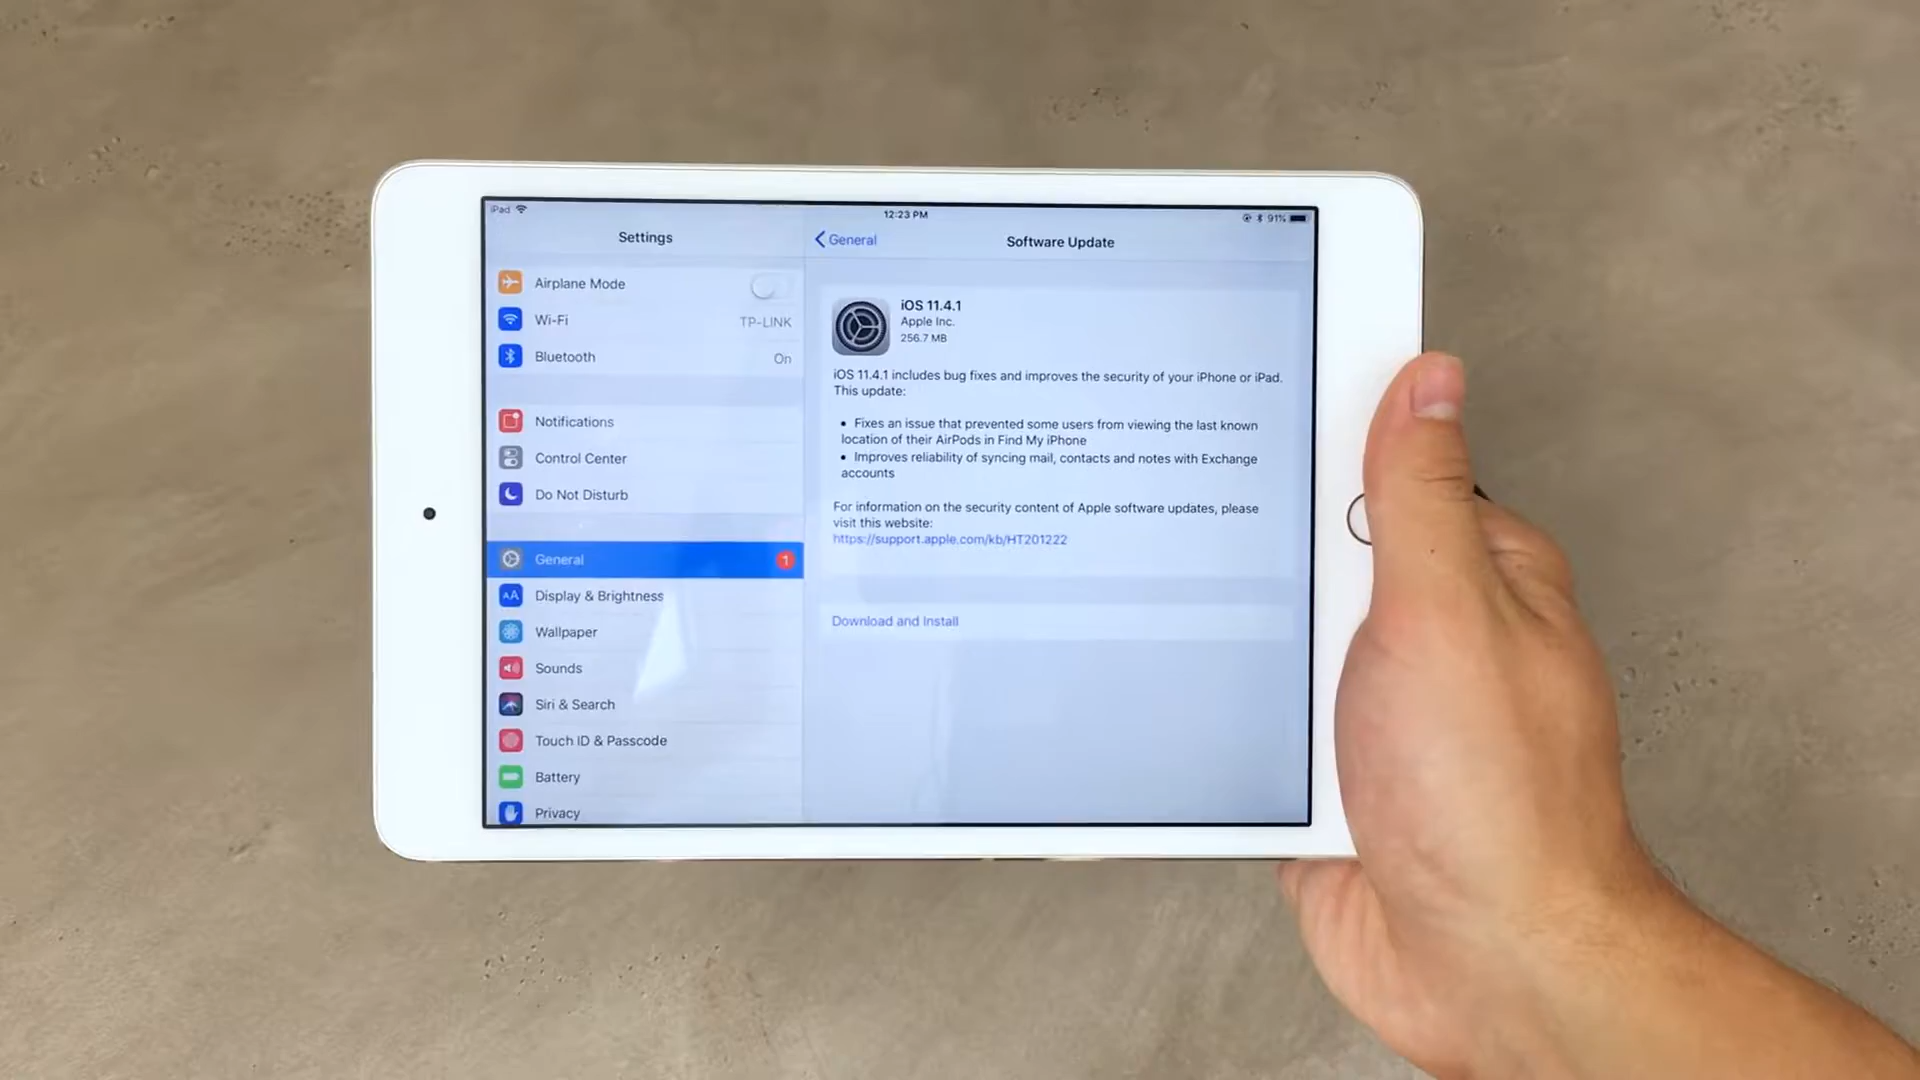 iPad
12:23 PM
91%
Settings
Airplane Mode
Wi-Fi
TP-LINK
Bluetooth
On
Notifications
Control Center
Do Not Disturb
General
1
AA
Display & Brightness
Wallpaper
Sounds
Siri & Search
Touch ID & Passcode
Battery
Privacy
General
Software Update
iOS 11.4.1
Apple Inc.
256.7 MB
iOS 11.4.1 includes bug fixes and improves the security of your iPhone or iPad.
This update:
• Fixes an issue that prevented some users from viewing the last known
location of their AirPods in Find My iPhone
• Improves reliability of syncing mail, contacts and notes with Exchange
accounts
For information on the security content of Apple software updates, please
visit this website:
https://support.apple.com/kb/HT201222
Download and Install